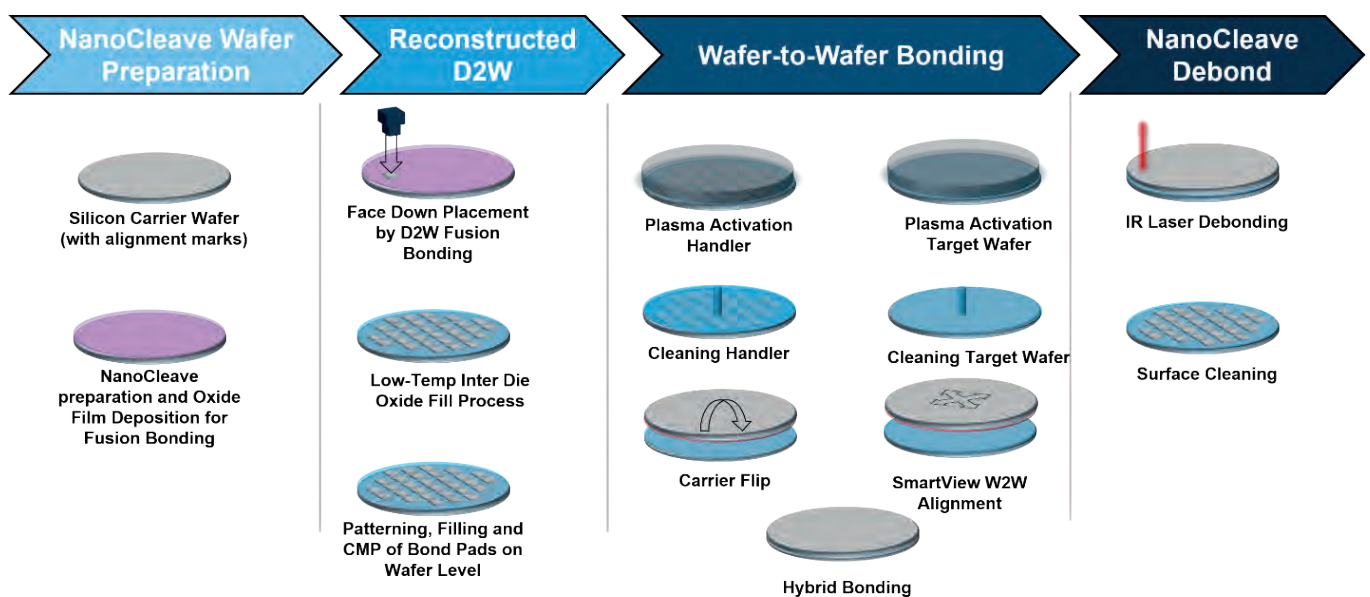 NanoCleave Wafer
Preparation
Reconstructed
D2W
Wafer-to-Wafer Bonding
NanoCleave
Debond
Silicon Carrier Wafer
(with alignment marks)
NanoCleave
preparation and Oxide
Film Deposition for
Fusion Bonding
Face Down Placement
by D2W Fusion
Bonding
Low-Temp Inter Die
Oxide Fill Process
Patterning, Filling and
CMP of Bond Pads on
Wafer Level
Plasma Activation
Handler
Plasma Activation
Target Wafer
Cleaning Handler
Cleaning Target Wafer
Carrier Flip
SmartView W2W
Alignment
Hybrid Bonding
IR Laser Debonding
Surface Cleaning